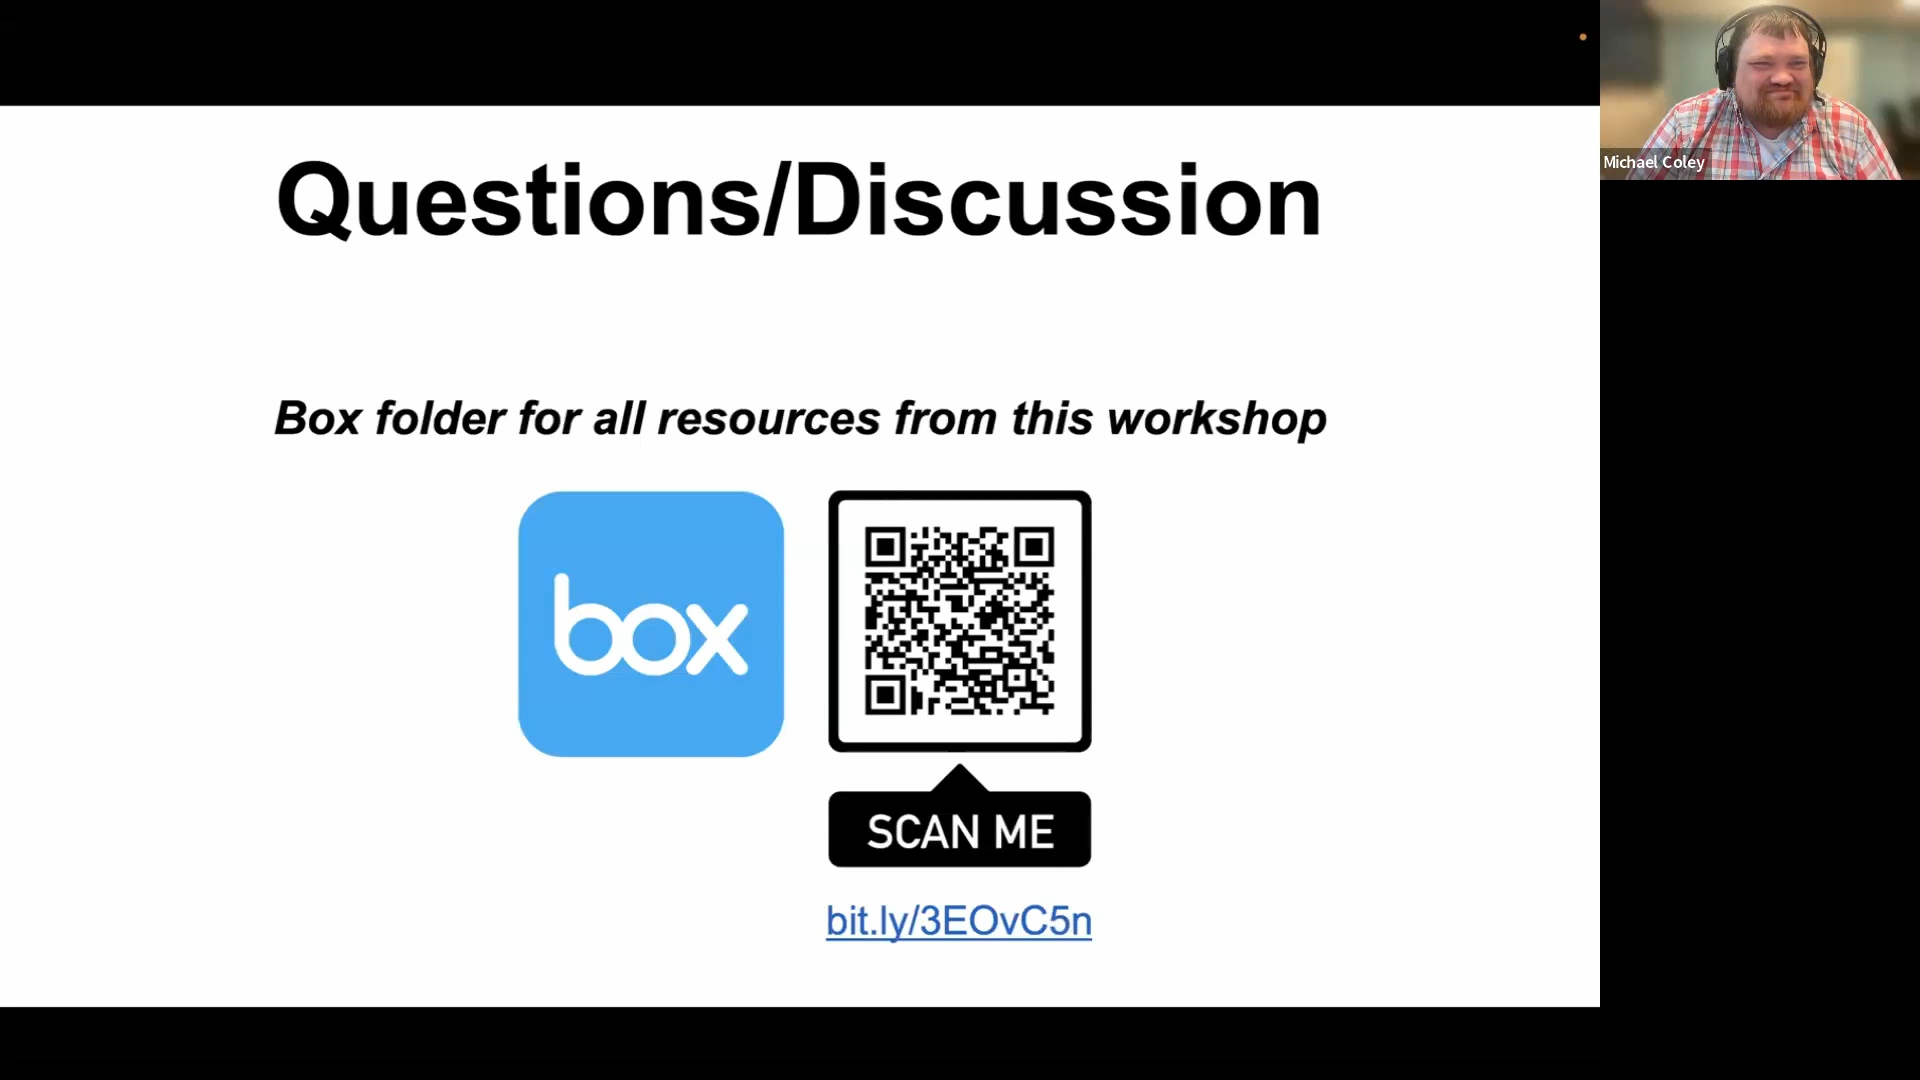 Questions/Discussion
Michael Coley
Box folder for all resources from this workshop
box
SCAN ME
bit.ly/3EOvC5n